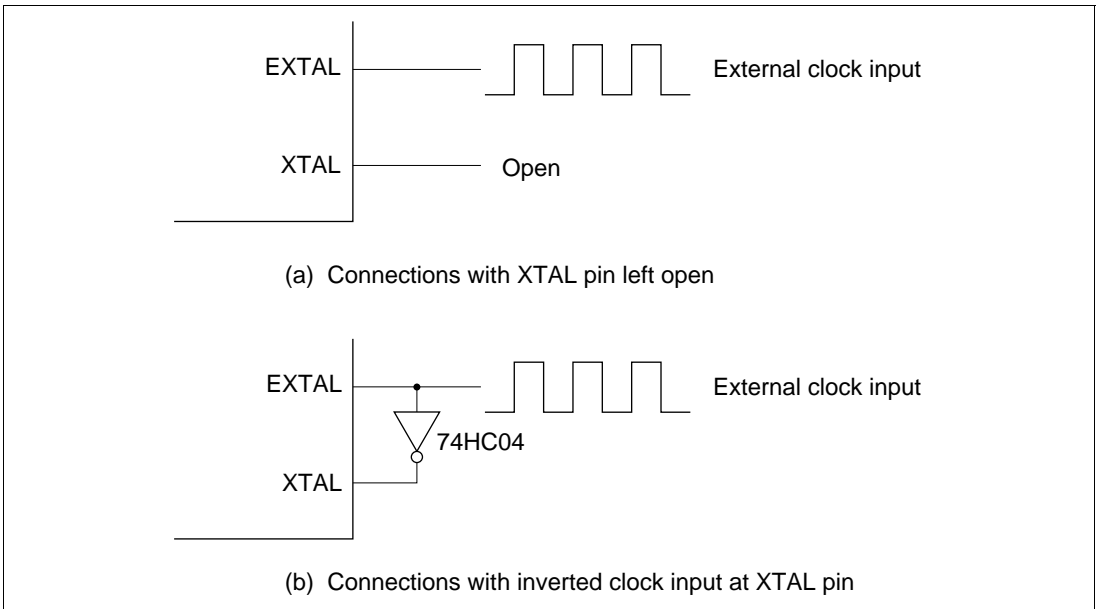 EXTAL
External clock input
XTAL
Open
(a) Connections with XTAL pin left open
EXTAL
External clock input
74HC04
XTAL
(b) Connections with inverted clock input at XTAL pin